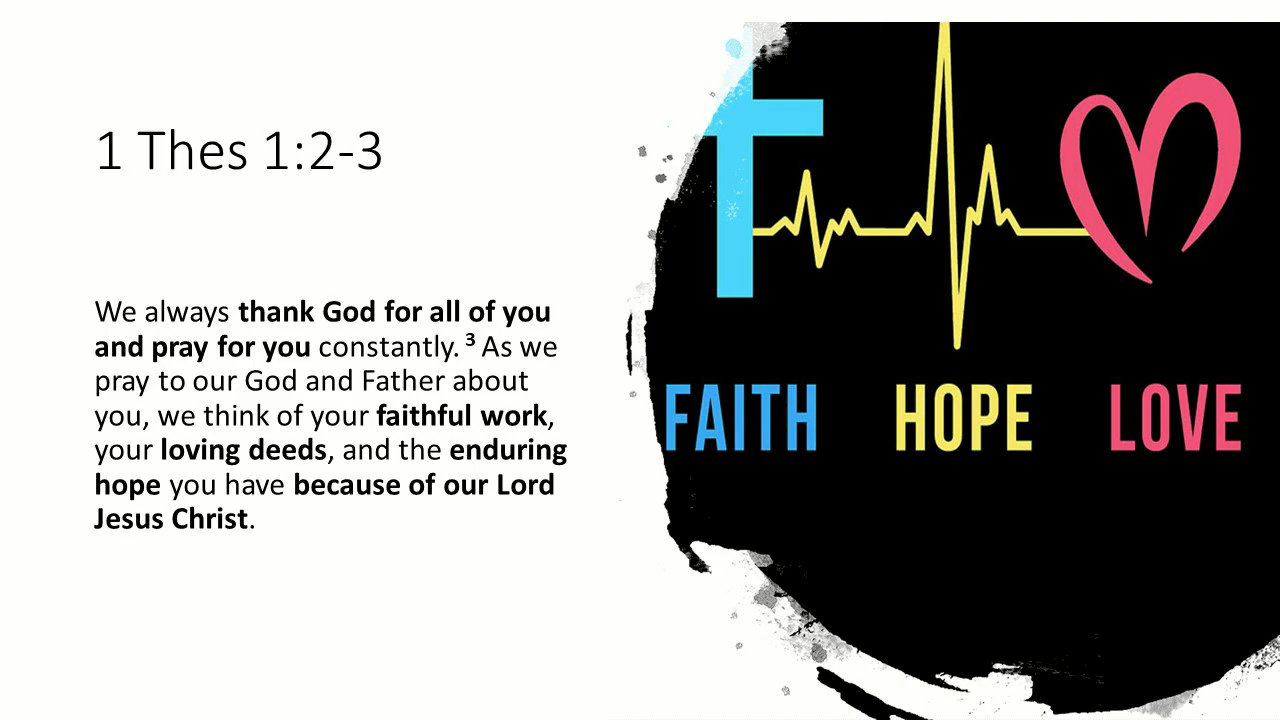 1 Thes 1:2-3
We always thank God for all of you
and pray for you constantly. ³ As we
pray to our God and Father about
you, we think of your faithful work,
your loving deeds, and the enduring
hope you have because of our Lord
Jesus Christ.
FAITH HOPE LOVE